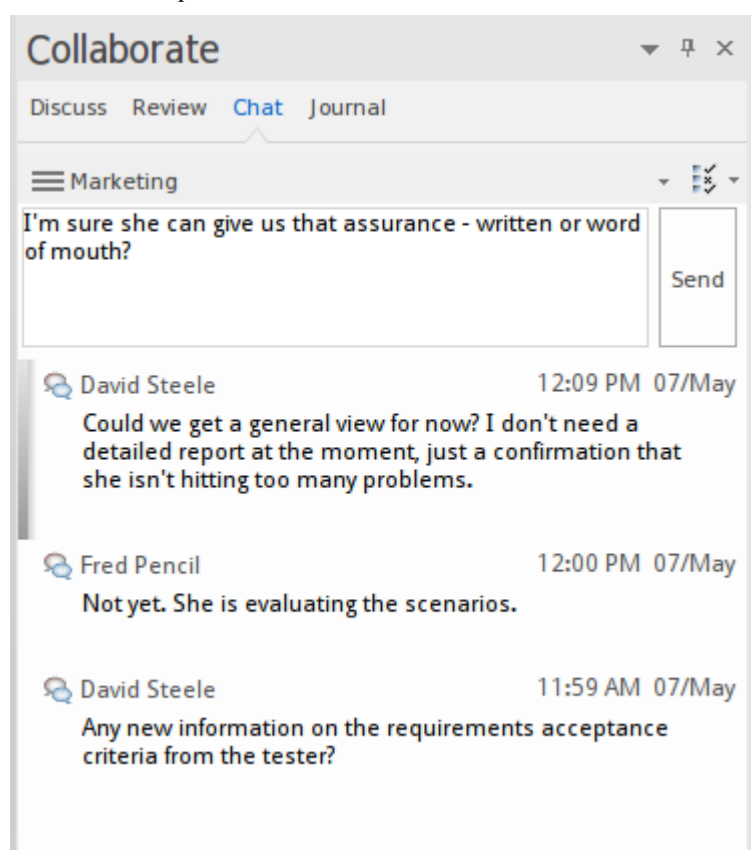 Collaborate
Discuss Review Chat Journal
Marketing
I'm sure she can give us that assurance - written or word
of mouth?
Send
David Steele 12:09 PM 07/May
Could we get a general view for now? I don't need a
detailed report at the moment, just a confirmation that
she isn't hitting too many problems.
Fred Pencil 12:00 PM 07/May
Not yet. She is evaluating the scenarios.
David Steele 11:59 AM 07/May
Any new information on the requirements acceptance
criteria from the tester?